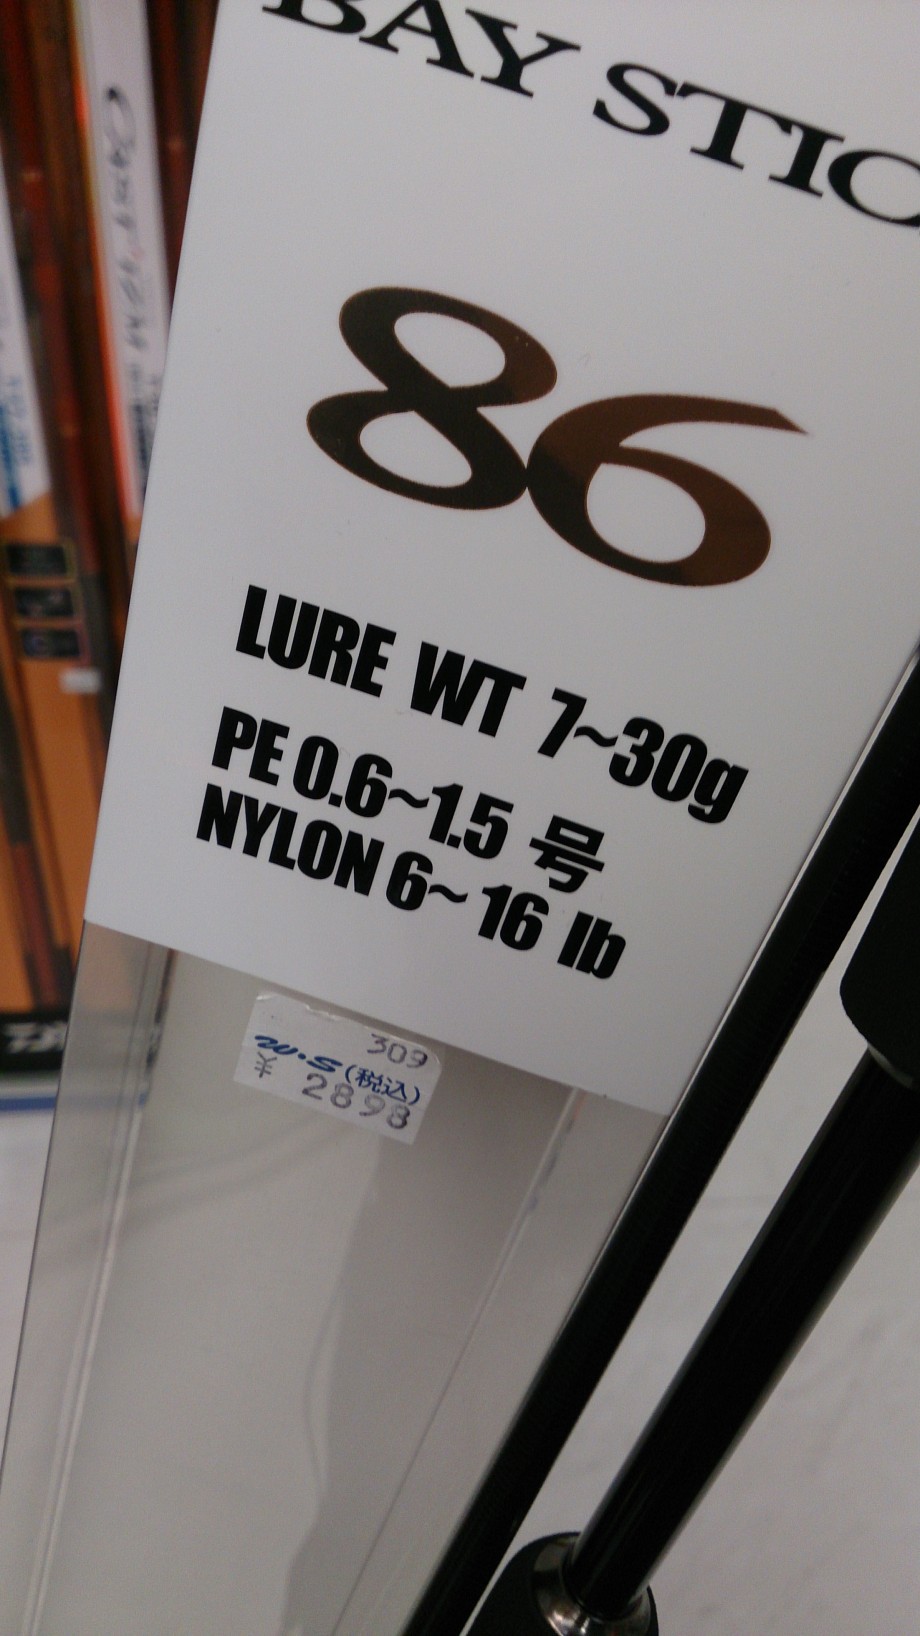 BAY STIC
86
LURE WT 7~30g
PE 0.6~1.5 号
NYLON 6~16 lb
309
W・S (税込)
¥ 2898